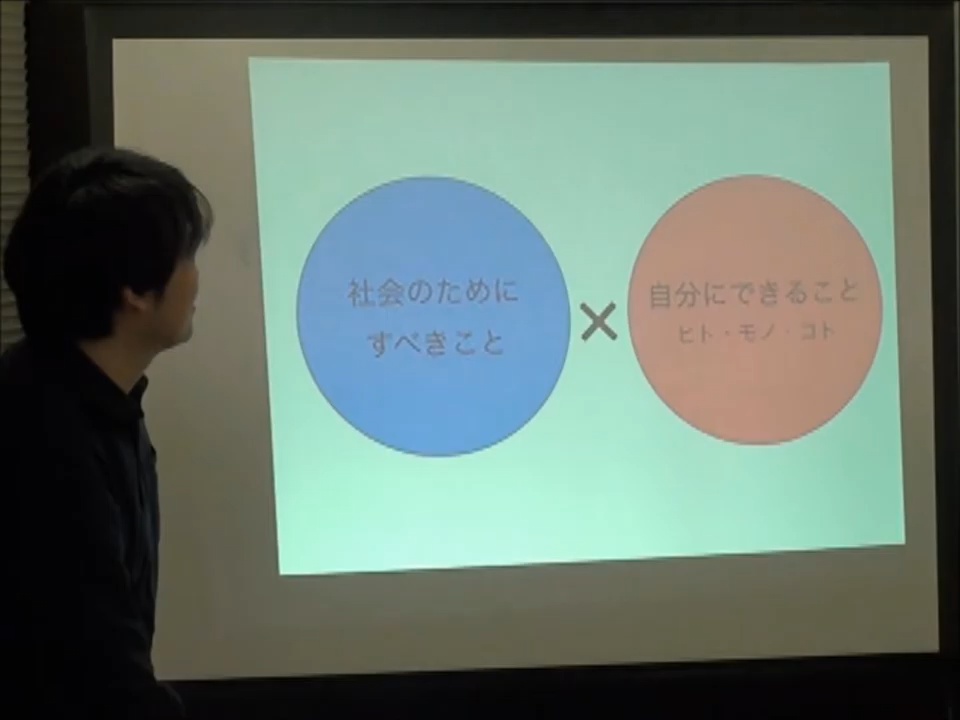 社会のために
すべきこと
×
自分にできること
ヒト・モノ・コト